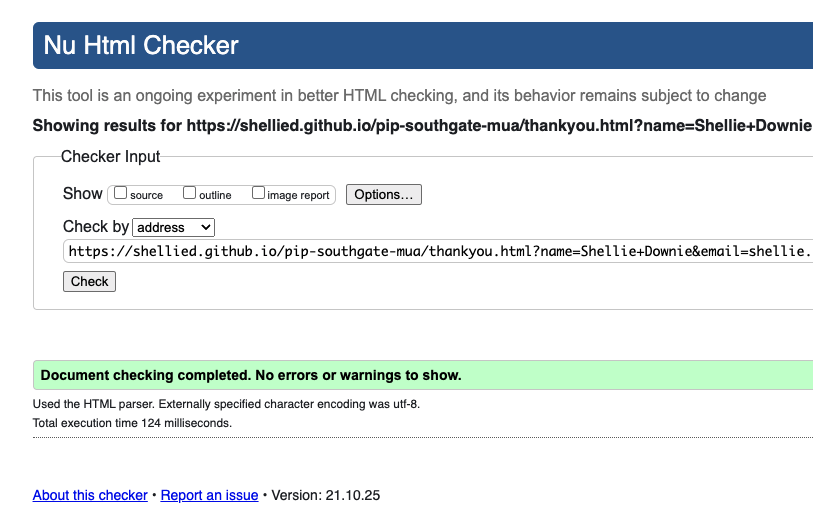 Nu Html Checker
This tool is an ongoing experiment in better HTML checking, and its behavior remains subject to change
Showing results for https://shellied.github.io/pip-southgate-mua/thankyou.html?name=Shellie+Downie
Checker Input
Show source outline image report Options...
Check by address
https://shellied.github.io/pip-southgate-mua/thankyou.html?name=Shellie+Downie&email=shellie.
Check
Document checking completed. No errors or warnings to show.
Used the HTML parser. Externally specified character encoding was utf-8.
Total execution time 124 milliseconds.
About this checker • Report an issue • Version: 21.10.25